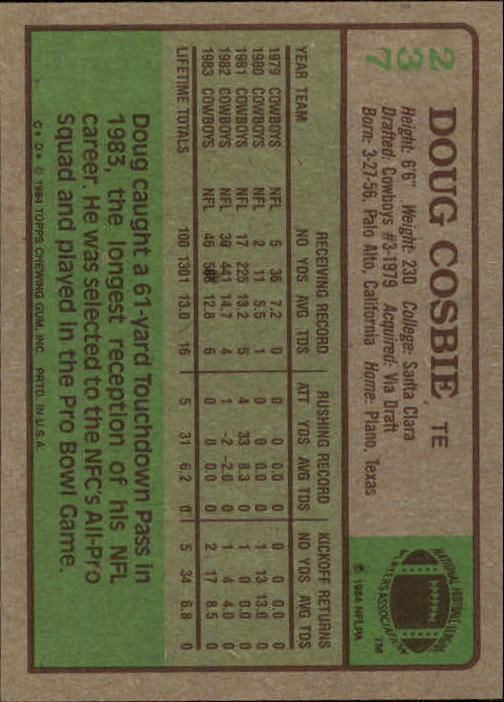 237
DOUG COSBIE TE
Height: 6'6" Weight: 230 College: Santa Clara
Drafted: Cowboys #3-1979 Acquired: Via Draft
Born: 3-27-56, Palo Alto, California Home: Plano, Texas
NATIONAL FOOTBALL LEAGUE
PLAYERS ASSOCIATION
TM
© 1984 NFLPA
RECEIVING RECORD RUSHING RECORD KICKOFF RETURNS
YEAR TEAM NO YDS AVG TDS ATT YDS AVG TDS NO YDS AVG TDS
1979 COWBOYS NFL 5 36 7.2 0 0 0 0.0 0 0 0 0.0 0
1980 COWBOYS NFL 2 11 5.5 1 0 0 0.0 0 1 13 13.0 0
1981 COWBOYS NFL 17 225 13.2 5 4 33 8.3 0 1 0 0.0 0
1982 COWBOYS NFL 30 441 14.7 4 1 -2 -2.0 0 1 4 4.0 0
1983 COWBOYS NFL 46 588 12.8 6 0 0 0.0 0 2 17 8.5 0
LIFETIME TOTALS 100 1301 13.0 16 5 31 6.2 0 5 34 6.8 0
Doug caught a 61-yard Touchdown Pass in
1983, the longest reception of his NFL
career. He was selected to the NFC's All-Pro
Squad and played in the Pro Bowl Game.
C★D★ © 1984 TOPPS CHEWING GUM, INC. PRTD. IN U.S.A.